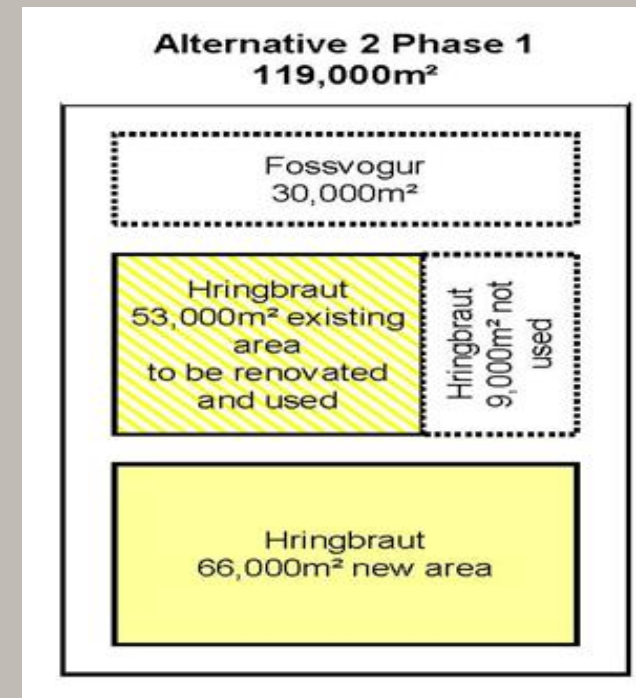 Alternative 2 Phase 1
119,000m²
Fossvogur
30,000m²
Hringbraut
53,000m² existing
area
to be renovated
and used
Hringbraut
9,000m² not
used
Hringbraut
66,000m² new area